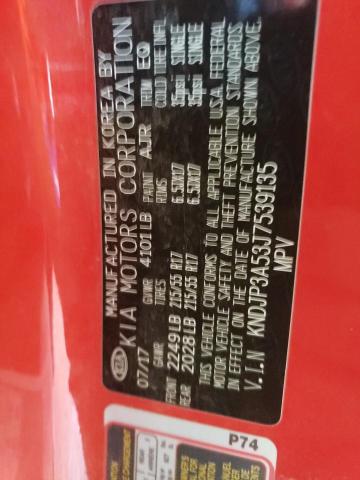 MANUFACTURED IN KOREA BY
KIA KIA MOTORS CORPORATION
07/17 GVWR 4101LB PAINT AJR TRIM EQ
GAWR TIRES RIMS COLD TIRE INFL.
FRONT 2249LB 215/55 R17 6.5JX17 35psi SINGLE
REAR 2028LB 215/55 R17 6.5JX17 35psi SINGLE
THIS VEHICLE CONFORMS TO ALL APPLICABLE U.S.A. FEDERAL
MOTOR VEHICLE SAFETY AND THEFT PREVENTION STANDARDS
IN EFFECT ON THE DATE OF MANUFACTURE SHOWN ABOVE.
V.I.N KNDJP3A53J7539135
MPV
P74